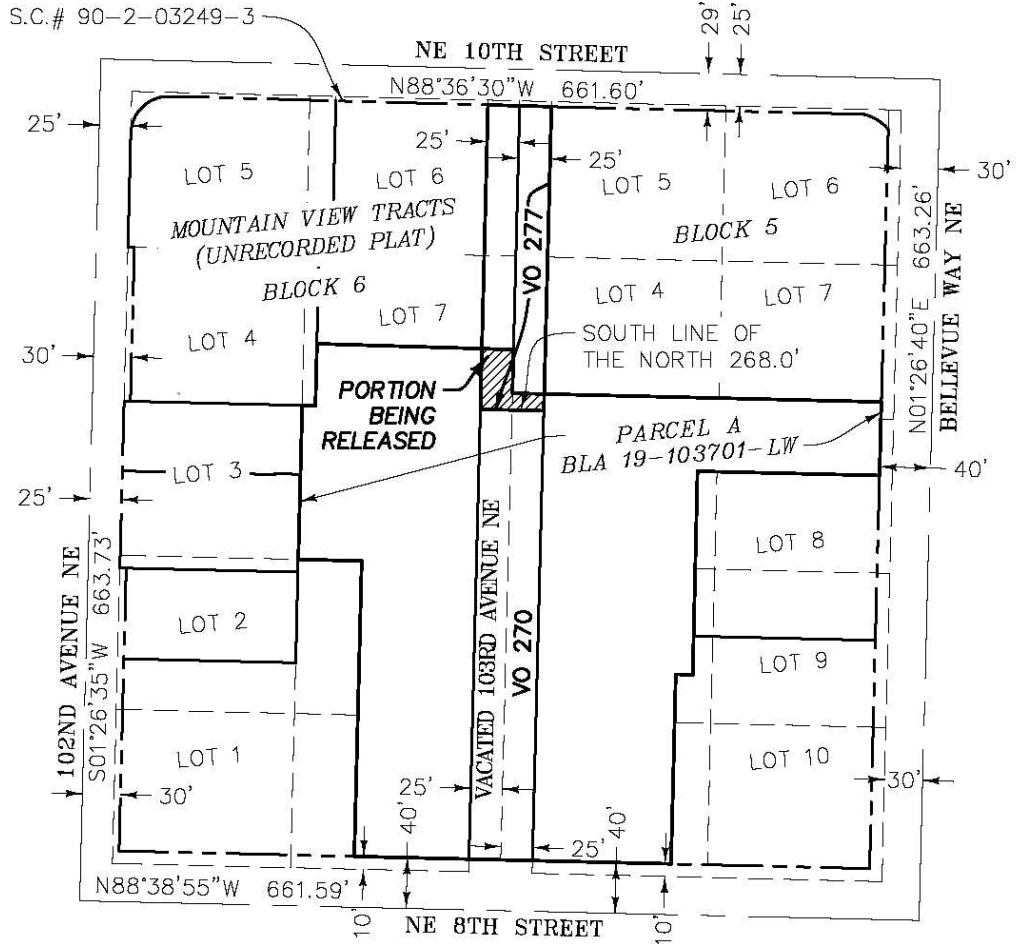 S.C.# 90-2-03249-3
29'
25'
NE 10TH STREET
N88°36'30"W 661.60'
25'
25'
25'
30'
LOT 5
LOT 6
LOT 5
LOT 6
MOUNTAIN VIEW TRACTS
(UNRECORDED PLAT)
BLOCK 6
VO 277
BLOCK 5
N01°26'40"E 663.26'
BELLEVUE WAY NE
LOT 4
LOT 7
LOT 4
LOT 7
30'
SOUTH LINE OF
THE NORTH 268.0'
PORTION
BEING
RELEASED
PARCEL A
BLA 19-103701-LW
40'
LOT 3
25'
LOT 8
VACATED 103RD AVENUE NE
VO 270
102ND AVENUE NE
S01°26'35"W 663.73'
LOT 2
LOT 9
LOT 1
LOT 10
30'
25'
40'
25'
40'
30'
N88°38'55"W 661.59'
10'
10'
NE 8TH STREET